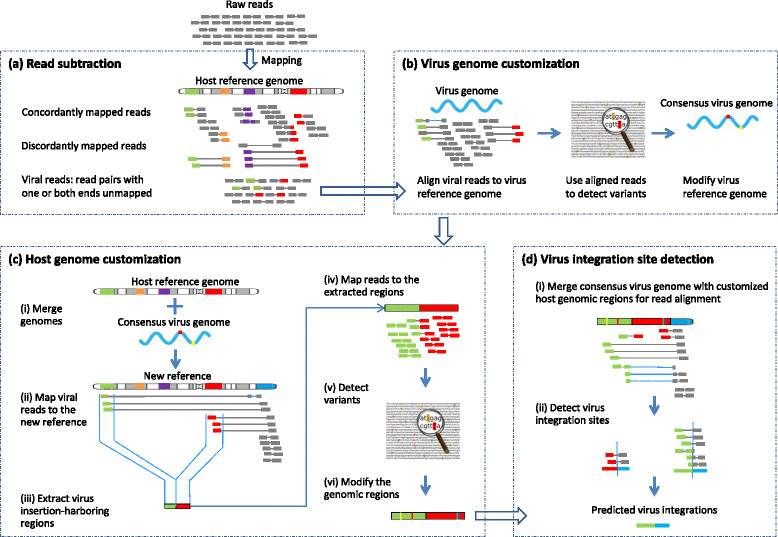 Raw reads
Mapping
(a) Read subtraction
Host reference genome
Concordantly mapped reads
Discordantly mapped reads
Viral reads: read pairs with
one or both ends unmapped
(b) Virus genome customization
Virus genome
Consensus virus genome
Align viral reads to virus
reference genome
Use aligned reads
to detect variants
Modify virus
reference genome
(c) Host genome customization
Host reference genome
(i) Merge
genomes
Consensus virus genome
New reference
(ii) Map viral
reads to the
new reference
(iii) Extract virus
insertion-harboring
regions
(iv) Map reads to the
extracted regions
(v) Detect
variants
(vi) Modify the
genomic regions
(d) Virus integration site detection
(i) Merge consensus virus genome with customized
host genomic regions for read alignment
(ii) Detect virus
integration sites
Predicted virus integrations